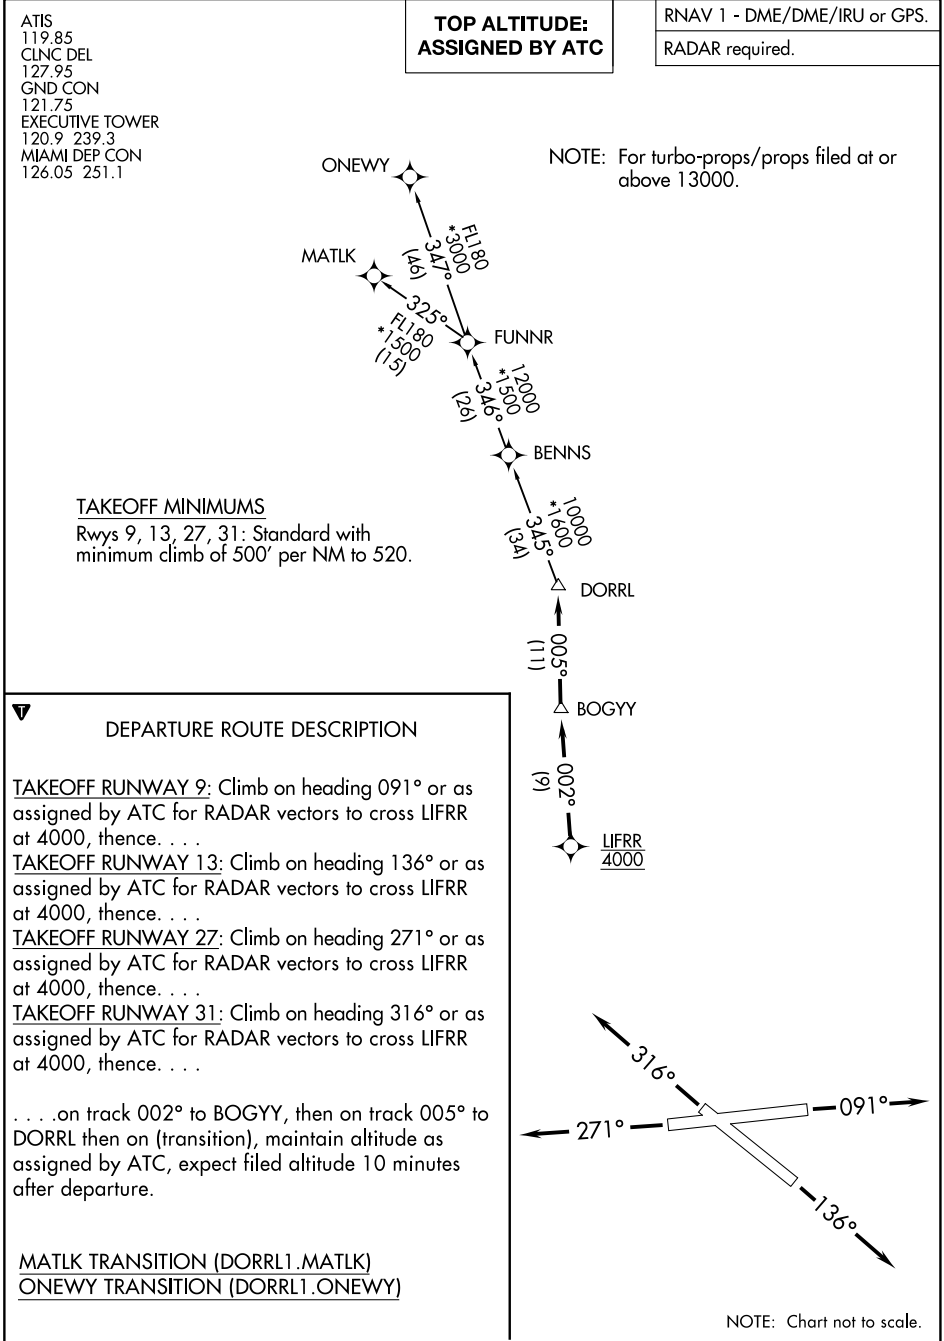 ATIS
119.85
CLNC DEL
127.95
GND CON
121.75
EXECUTIVE TOWER
120.9 239.3
MIAMI DEP CON
126.05 251.1
TOP ALTITUDE:
ASSIGNED BY ATC
RNAV 1 - DME/DME/IRU or GPS.
RADAR required.
NOTE: For turbo-props/props filed at or
above 13000.
ONEWY
FL180
*3000
347°
(46)
MATLK
325°
FL180
*1500
(15)
FUNNR
12000
*1500
346°
(26)
BENNS
10000
*1600
345°
(34)
DORRL
005°
(11)
BOGYY
002°
(9)
LIFRR
4000
TAKEOFF MINIMUMS
Rwys 9, 13, 27, 31: Standard with
minimum climb of 500' per NM to 520.
T
DEPARTURE ROUTE DESCRIPTION
TAKEOFF RUNWAY 9: Climb on heading 091° or as
assigned by ATC for RADAR vectors to cross LIFRR
at 4000, thence. . . .
TAKEOFF RUNWAY 13: Climb on heading 136° or as
assigned by ATC for RADAR vectors to cross LIFRR
at 4000, thence. . . .
TAKEOFF RUNWAY 27: Climb on heading 271° or as
assigned by ATC for RADAR vectors to cross LIFRR
at 4000, thence. . . .
TAKEOFF RUNWAY 31: Climb on heading 316° or as
assigned by ATC for RADAR vectors to cross LIFRR
at 4000, thence. . . .
. . . .on track 002° to BOGYY, then on track 005° to
DORRL then on (transition), maintain altitude as
assigned by ATC, expect filed altitude 10 minutes
after departure.
MATLK TRANSITION (DORRL1.MATLK)
ONEWY TRANSITION (DORRL1.ONEWY)
316°
091°
271°
136°
NOTE: Chart not to scale.